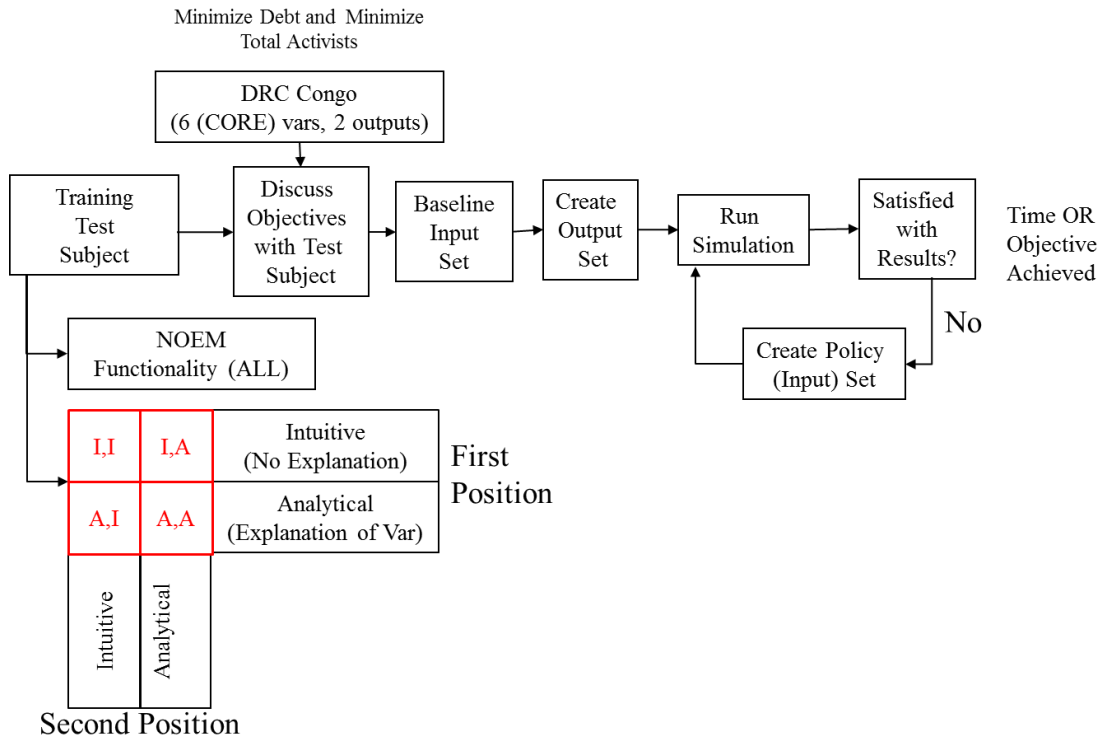 Minimize Debt and Minimize
Total Activists
DRC Congo
(6 (CORE) vars, 2 outputs)
Training
Test
Subject
Discuss
Objectives
with Test
Subject
Baseline
Input
Set
Create
Output
Set
Run
Simulation
Satisfied
with
Results?
Time OR
Objective
Achieved
No
Create Policy
(Input) Set
NOEM
Functionality (ALL)
I,I
I,A
Intuitive
(No Explanation)
A,I
A,A
Analytical
(Explanation of Var)
First
Position
Intuitive
Analytical
Second Position